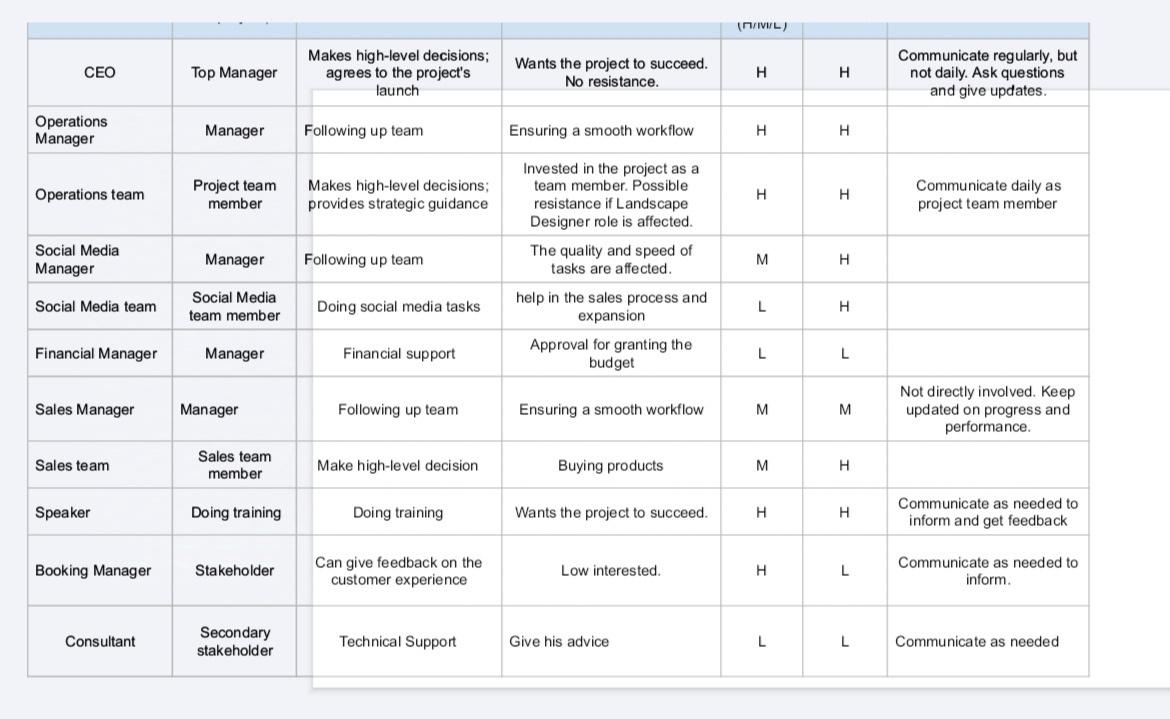 (H/M/L)
CEO
Top Manager
Makes high-level decisions;
agrees to the project's
launch
Wants the project to succeed.
No resistance.
H
H
Communicate regularly, but
not daily. Ask questions
and give updates.
Operations
Manager
Manager
Following up team
Ensuring a smooth workflow
H
H
Operations team
Project team
member
Makes high-level decisions;
provides strategic guidance
Invested in the project as a
team member. Possible
resistance if Landscape
Designer role is affected.
H
H
Communicate daily as
project team member
Social Media
Manager
Manager
Following up team
The quality and speed of
tasks are affected.
M
H
Social Media team
Social Media
team member
Doing social media tasks
help in the sales process and
expansion
L
H
Financial Manager
Manager
Financial support
Approval for granting the
budget
L
L
Sales Manager
Manager
Following up team
Ensuring a smooth workflow
M
M
Not directly involved. Keep
updated on progress and
performance.
Sales team
Sales team
member
Make high-level decision
Buying products
M
H
Speaker
Doing training
Doing training
Wants the project to succeed.
H
H
Communicate as needed to
inform and get feedback
Booking Manager
Stakeholder
Can give feedback on the
customer experience
Low interested.
H
L
Communicate as needed to
inform.
Consultant
Secondary
stakeholder
Technical Support
Give his advice
L
L
Communicate as needed